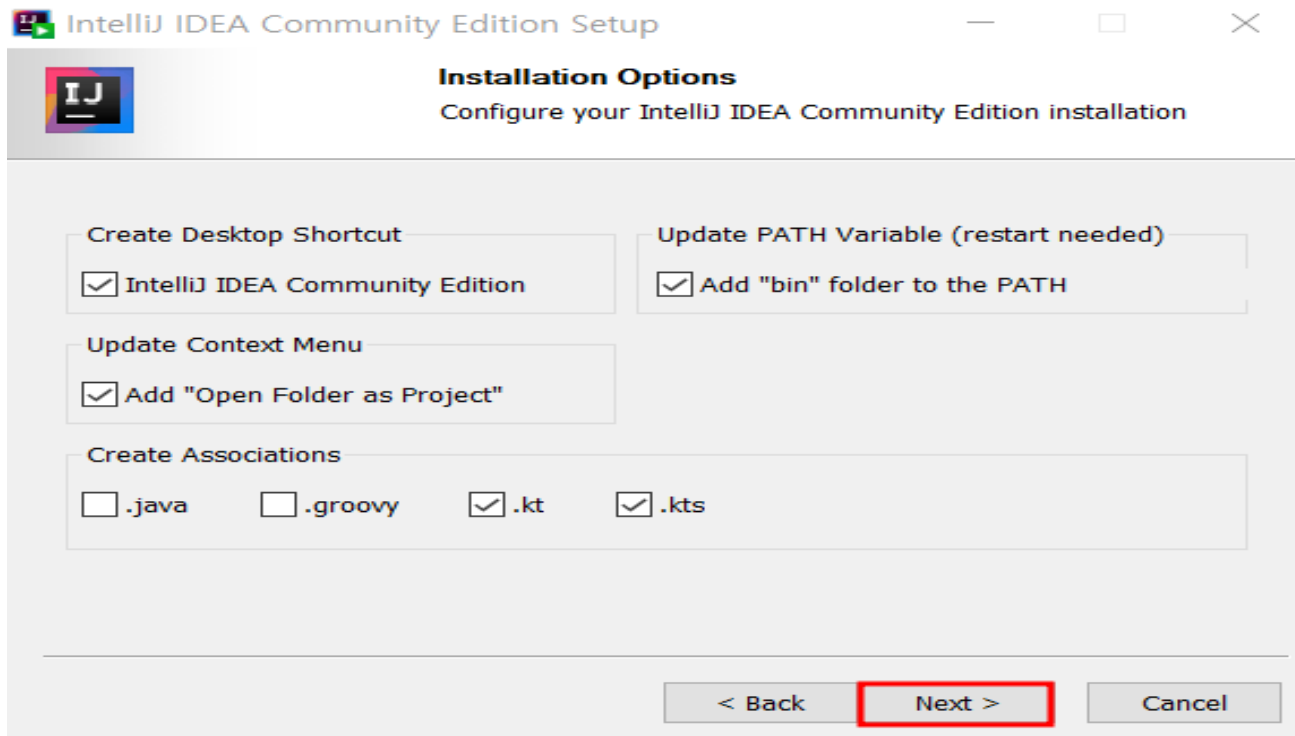 IntelliJ IDEA Community Edition Setup
IJ
Installation Options
Configure your IntelliJ IDEA Community Edition installation
Create Desktop Shortcut
IntelliJ IDEA Community Edition
Update PATH Variable (restart needed)
Add "bin" folder to the PATH
Update Context Menu
Add "Open Folder as Project"
Create Associations
.java .groovy .kt .kts
< Back Next > Cancel